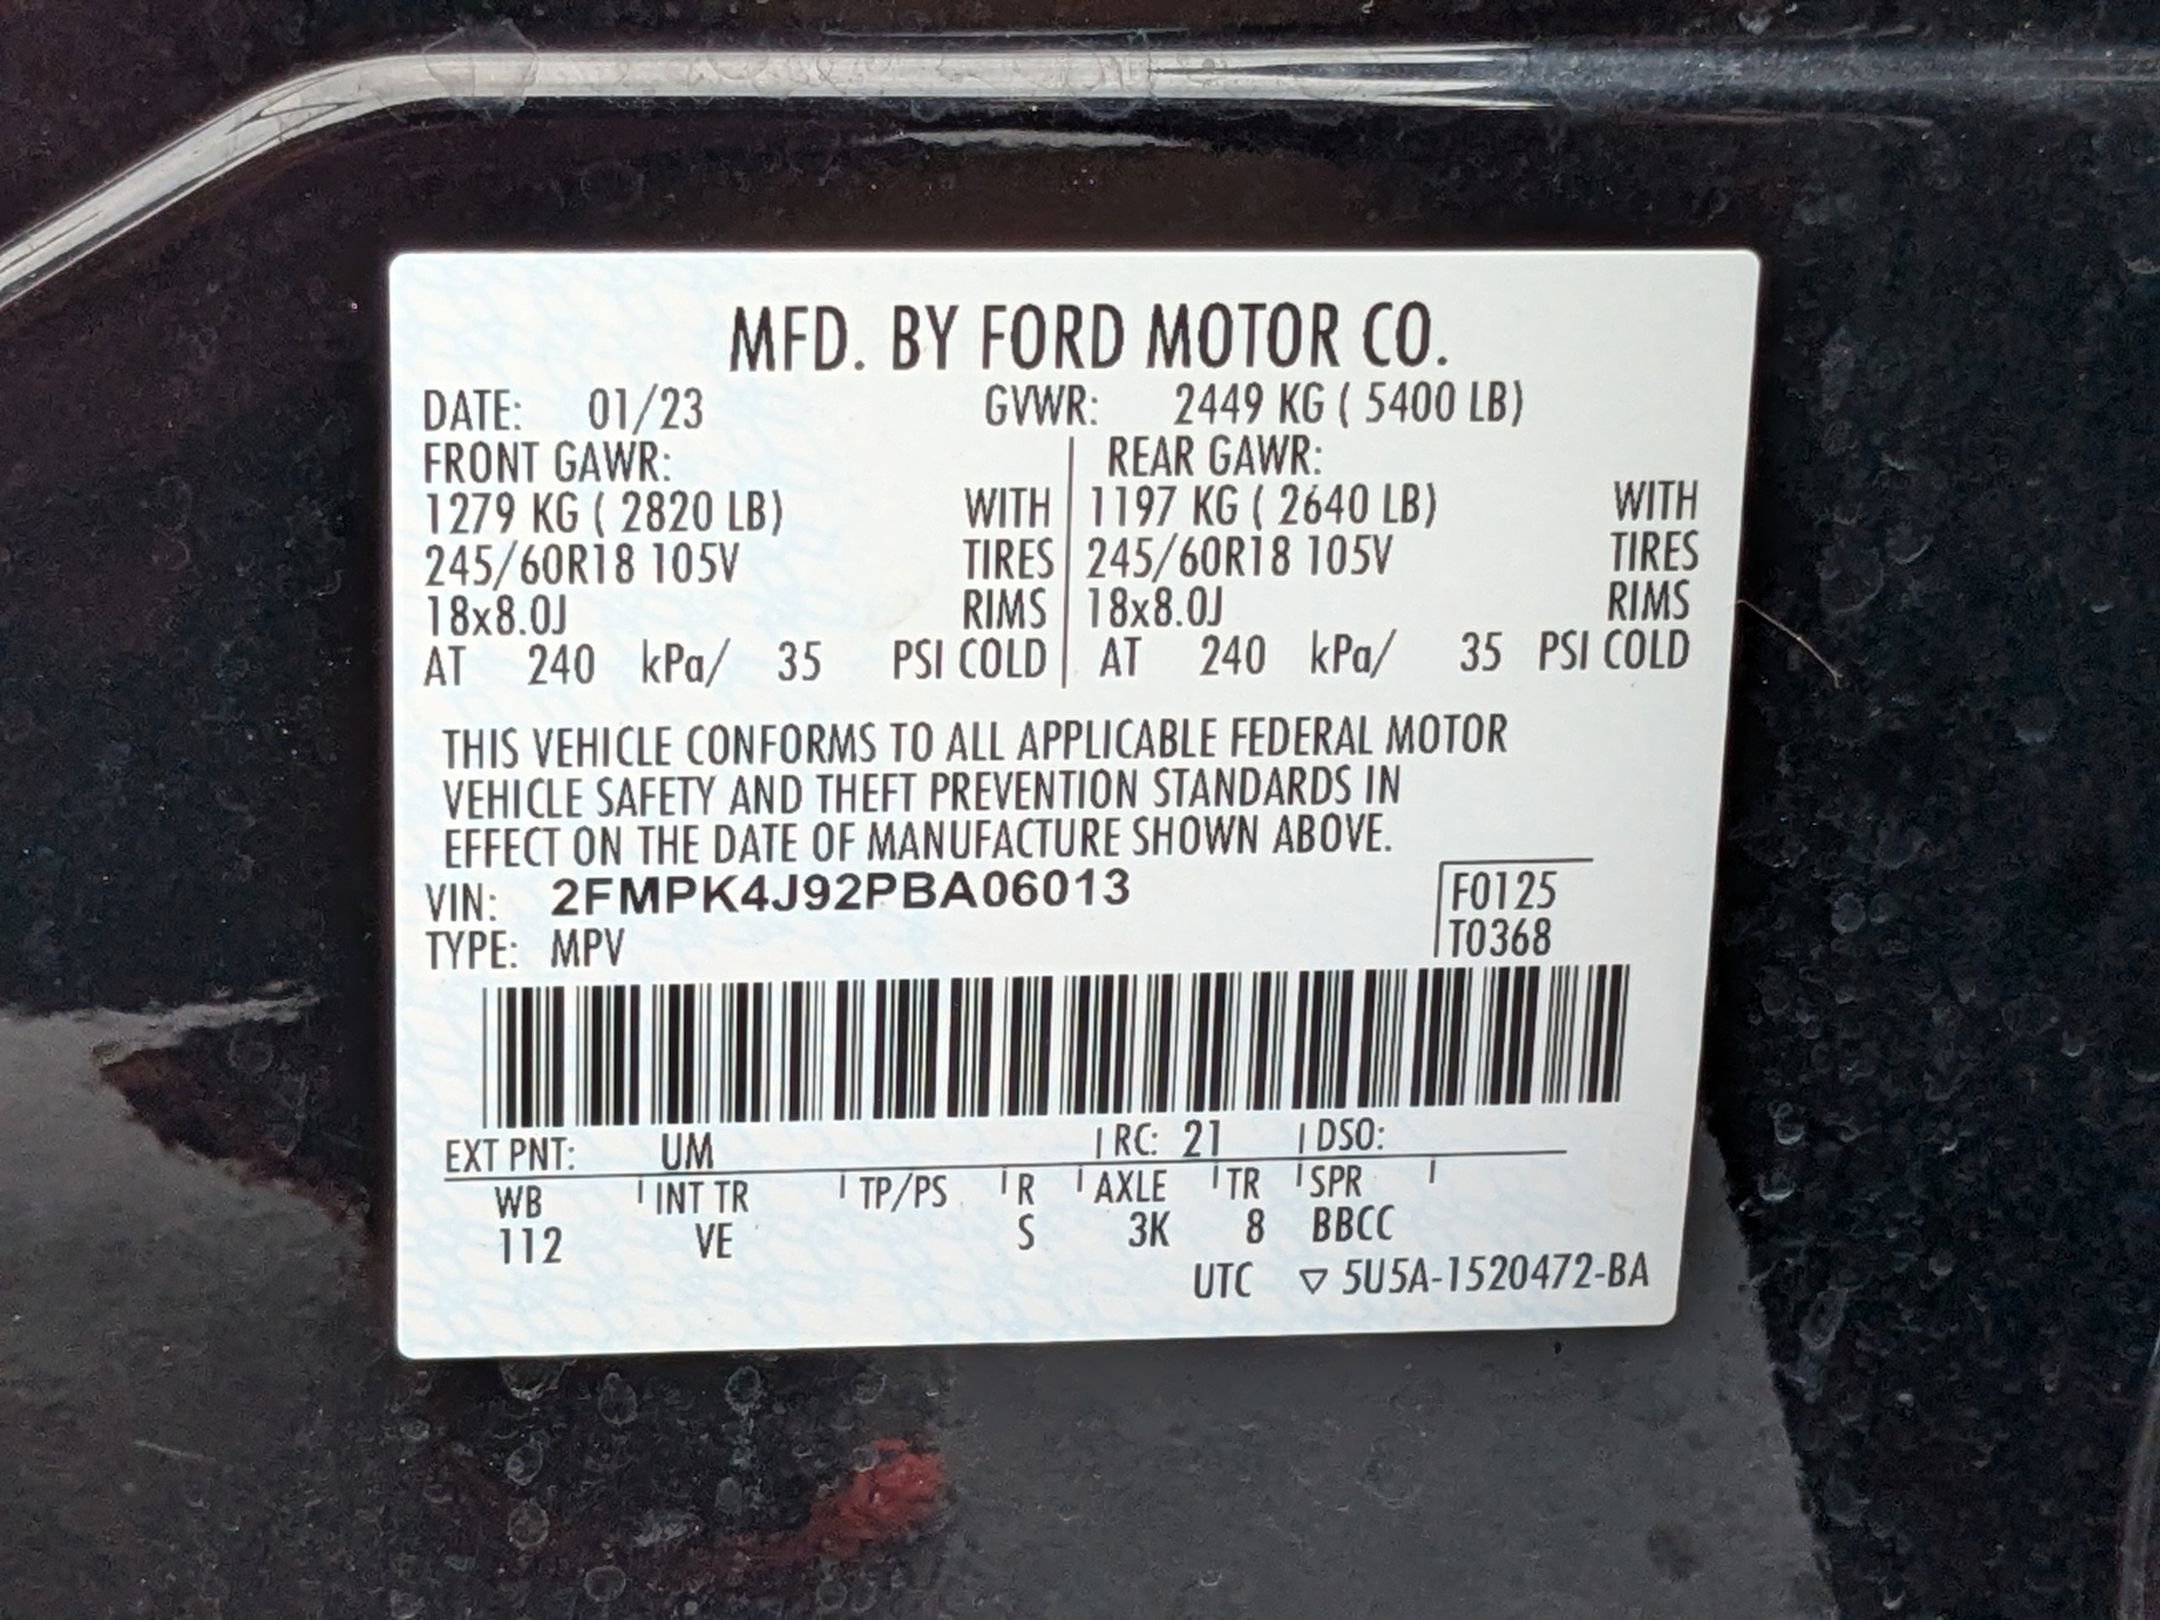 MFD. BY FORD MOTOR CO.
DATE: 01/23 GVWR: 2449 KG ( 5400 LB)
FRONT GAWR: REAR GAWR:
1279 KG ( 2820 LB) WITH 1197 KG ( 2640 LB) WITH
245/60R18 105V TIRES 245/60R18 105V TIRES
18x8.0J RIMS 18x8.0J RIMS
AT 240 kPa/ 35 PSI COLD AT 240 kPa/ 35 PSI COLD
THIS VEHICLE CONFORMS TO ALL APPLICABLE FEDERAL MOTOR
VEHICLE SAFETY AND THEFT PREVENTION STANDARDS IN
EFFECT ON THE DATE OF MANUFACTURE SHOWN ABOVE.
VIN: 2FMPK4J92PBA06013 F0125
TYPE: MPV T0368
EXT PNT: UM RC: 21 DSO:
WB INT TR TP/PS R AXLE TR SPR
112 VE S 3K 8 BBCC
UTC ▽ 5U5A-1520472-BA